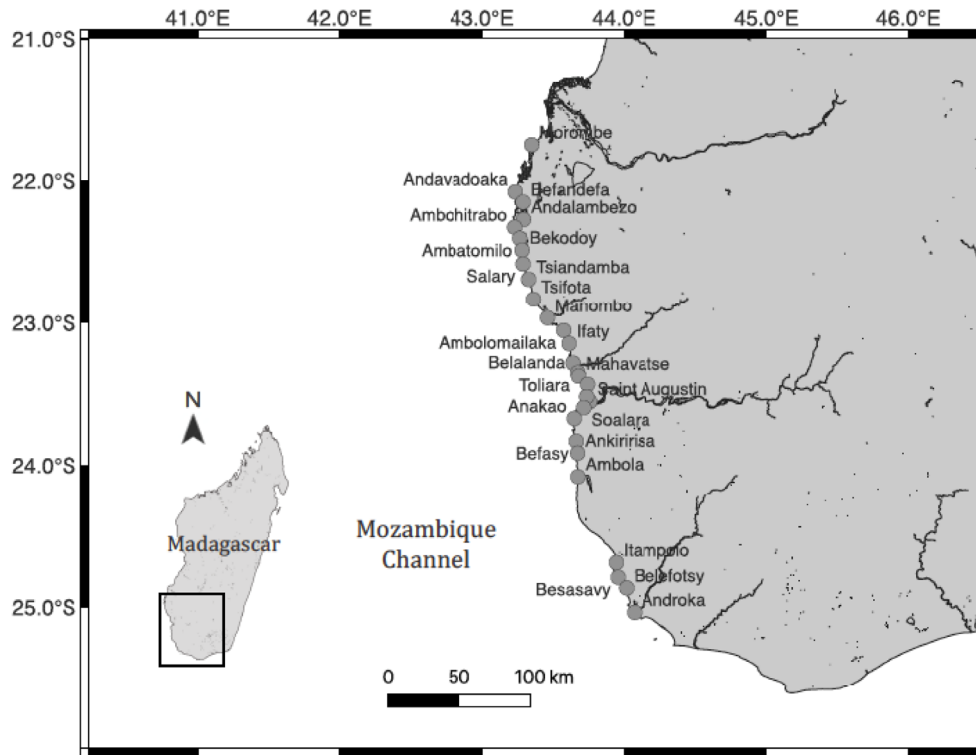 41.0°E 42.0°E 43.0°E 44.0°E 45.0°E 46.0°E
21.0°S
22.0°S
23.0°S
24.0°S
25.0°S
Morombe
Andavadoaka
Befandefa
Andalambezo
Ambohitrabo
Bekodoy
Ambatomilo
Tsiandamba
Salary
Tsifota
Manombo
Ifaty
Ambolomailaka
Belalanda
Mahavatse
Toliara
Saint Augustin
Anakao
Soalara
Ankiririsa
Befasy
Ambola
Itampolo
Belefotsy
Besasavy
Androka
N
Madagascar
Mozambique
Channel
0 50 100 km